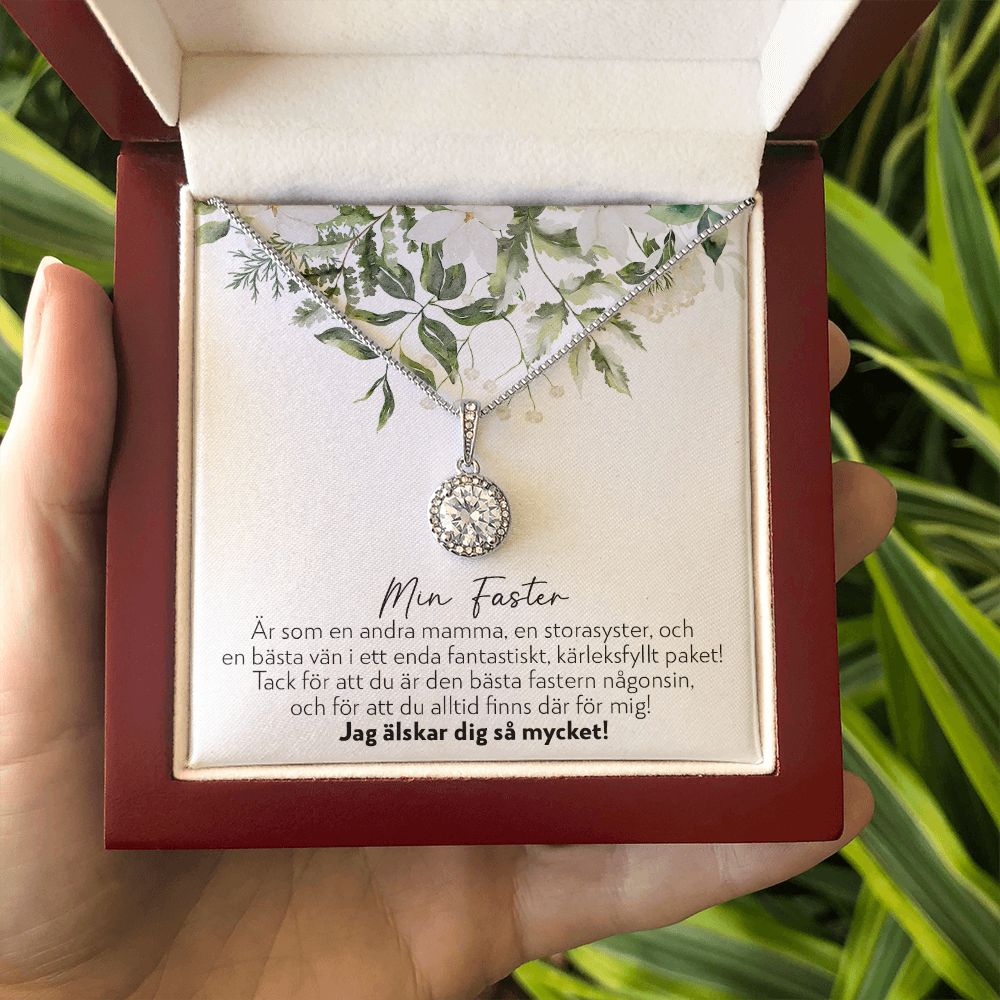 Min Faster
Är som en andra mamma, en storasyster, och
en bästa vän i ett enda fantastiskt, kärleksfyllt paket!
Tack för att du är den bästa fastern någonsin,
och för att du alltid finns där för mig!
Jag älskar dig så mycket!